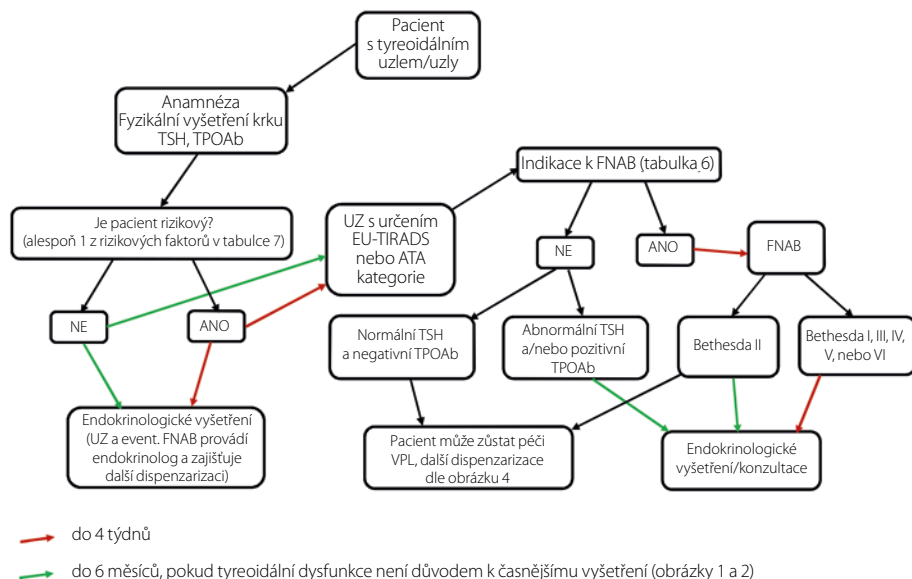 Pacient
s tyreoidálním
uzlem/uzly
Anamnéza
Fyzikální vyšetření krku
TSH, TPOAb
Indikace k FNAB (tabulka 6)
Je pacient rizikový?
(alespoň 1 z rizikových faktorů v tabulce 7)
UZ s určením
EU-TIRADS
nebo ATA
kategorie
NE
ANO
FNAB
NE
ANO
Normální TSH
a negativní TPOAb
Abnormální TSH
a/nebo pozitivní
TPOAb
Bethesda II
Bethesda I, III, IV,
V, nebo VI
Endokrinologické vyšetření
(UZ a event. FNAB provádí
endokrinolog a zajišťuje
další dispenzarizaci)
Pacient může zůstat péči
VPL, další dispenzarizace
dle obrázku 4
Endokrinologické
vyšetření/konzultace
do 4 týdnů
do 6 měsíců, pokud tyreoidální dysfunkce není důvodem k časnějšímu vyšetření (obrázky 1 a 2)